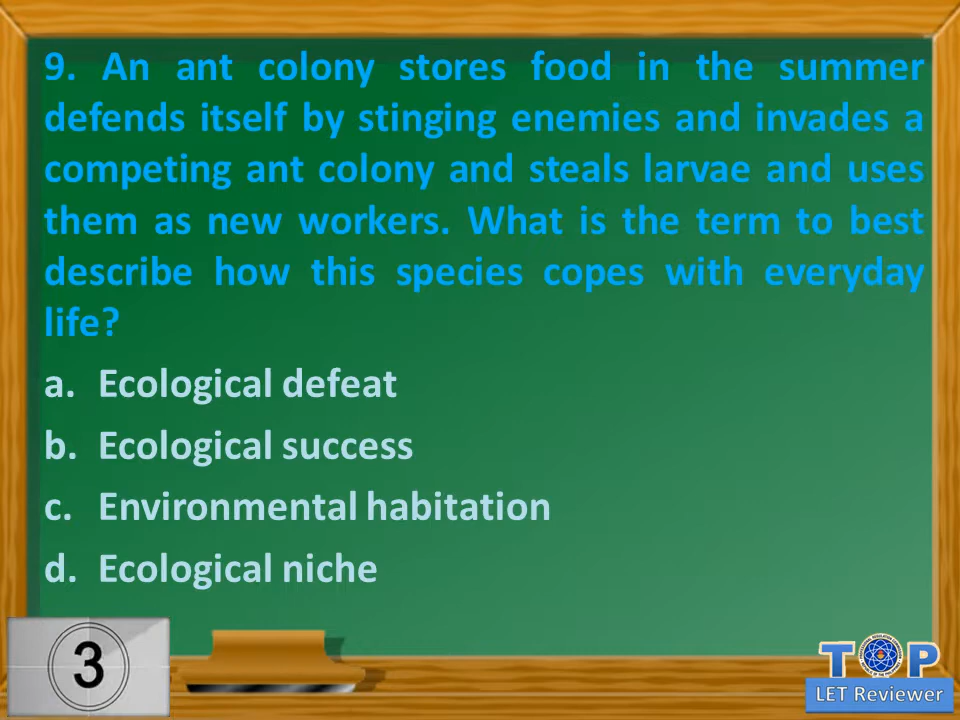 9. An ant colony stores food in the summer
defends itself by stinging enemies and invades a
competing ant colony and steals larvae and uses
them as new workers. What is the term to best
describe how this species copes with everyday
life?
a. Ecological defeat
b. Ecological success
c. Environmental habitation
d. Ecological niche
3
TOP
LET Reviewer